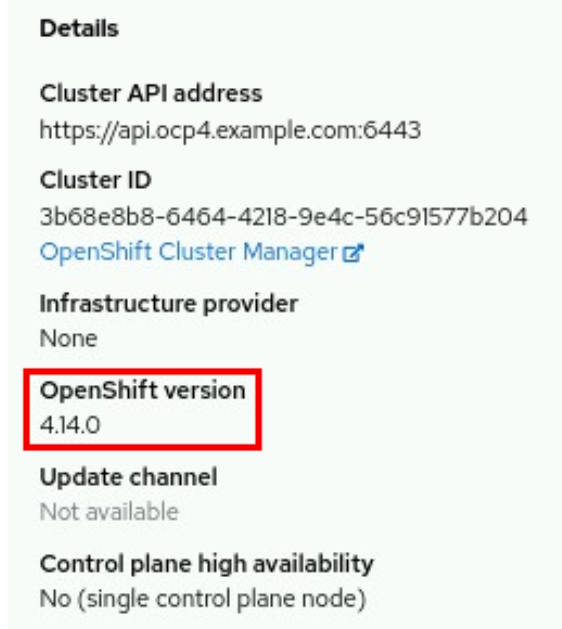 Details
Cluster API address
https://api.ocp4.example.com:6443
Cluster ID
3b68e8b8-6464-4218-9e4c-56c91577b204
OpenShift Cluster Manager
Infrastructure provider
None
OpenShift version
4.14.0
Update channel
Not available
Control plane high availability
No (single control plane node)